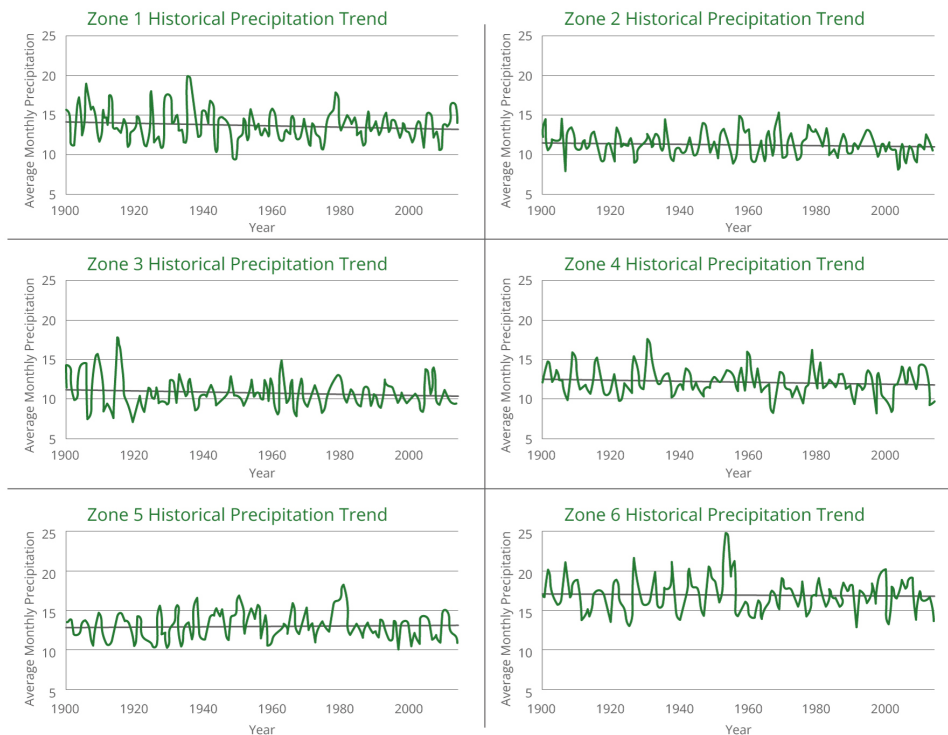 Zone 1 Historical Precipitation Trend
Average Monthly Precipitation
25
20
15
10
5
1900 1920 1940 1960 1980 2000
Year
Zone 2 Historical Precipitation Trend
Average Monthly Precipitation
25
20
15
10
5
1900 1920 1940 1960 1980 2000
Year
Zone 3 Historical Precipitation Trend
Average Monthly Precipitation
25
20
15
10
5
1900 1920 1940 1960 1980 2000
Year
Zone 4 Historical Precipitation Trend
Average Monthly Precipitation
25
20
15
10
5
1900 1920 1940 1960 1980 2000
Year
Zone 5 Historical Precipitation Trend
Average Monthly Precipitation
25
20
15
10
5
1900 1920 1940 1960 1980 2000
Year
Zone 6 Historical Precipitation Trend
Average Monthly Precipitation
25
20
15
10
5
1900 1920 1940 1960 1980 2000
Year